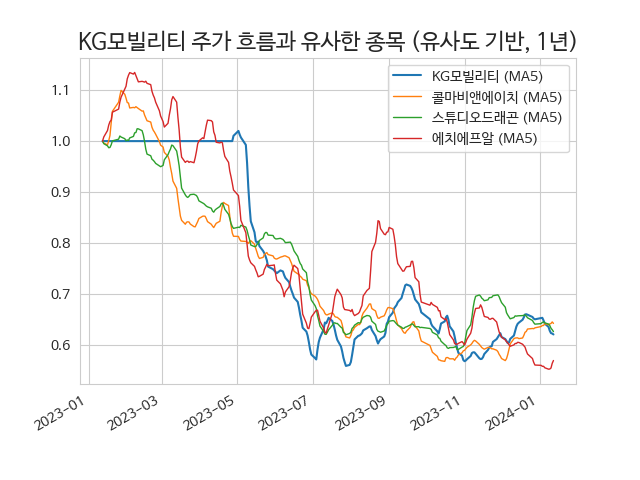 KG모빌리티 주가 흐름과 유사한 종목 (유사도 기반, 1년)
KG모빌리티 (MA5)
콜마비앤에이치 (MA5)
스튜디오드래곤 (MA5)
에치에프알 (MA5)
1.1
1.0
0.9
0.8
0.7
0.6
2023-01
2023-03
2023-05
2023-07
2023-09
2023-11
2024-01